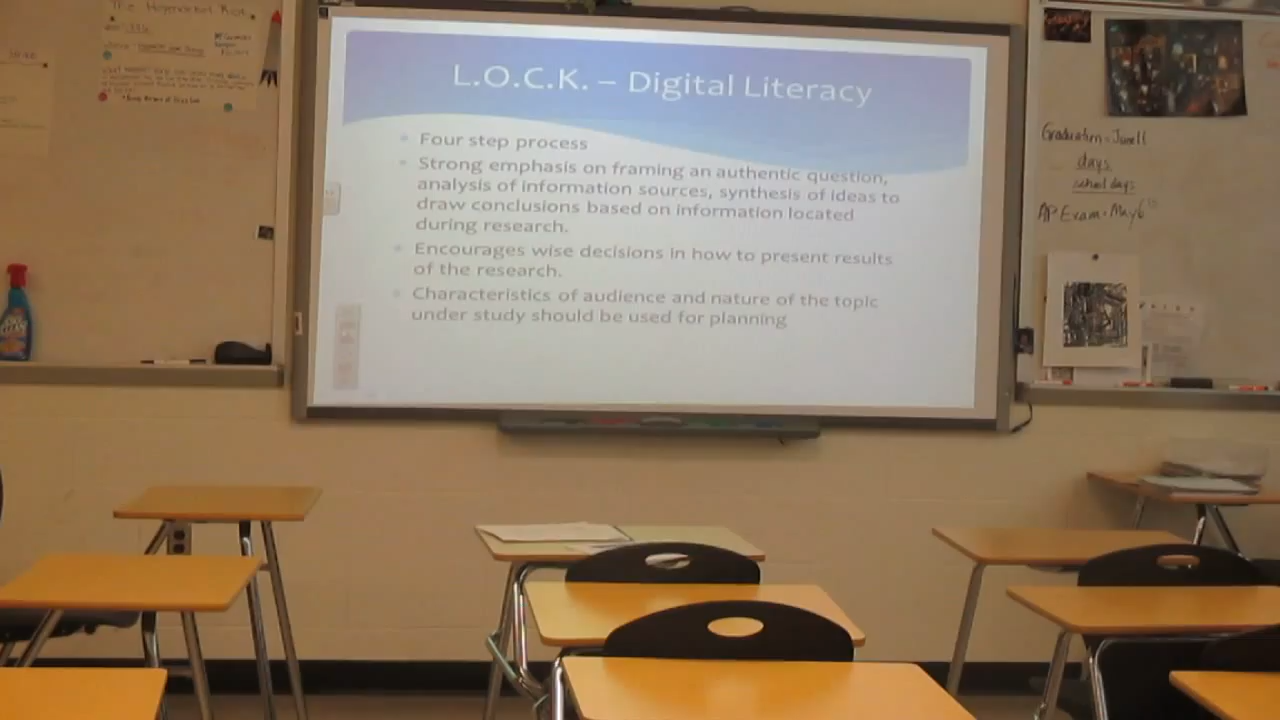 L.O.C.K. – Digital Literacy
Four step process
Strong emphasis on framing an authentic question,
analysis of information sources, synthesis of ideas to
draw conclusions based on information located
during research.
Encourages wise decisions in how to present results
of the research.
Characteristics of audience and nature of the topic
under study should be used for planning
Graduation =
days
school days
AP Exam = May 6